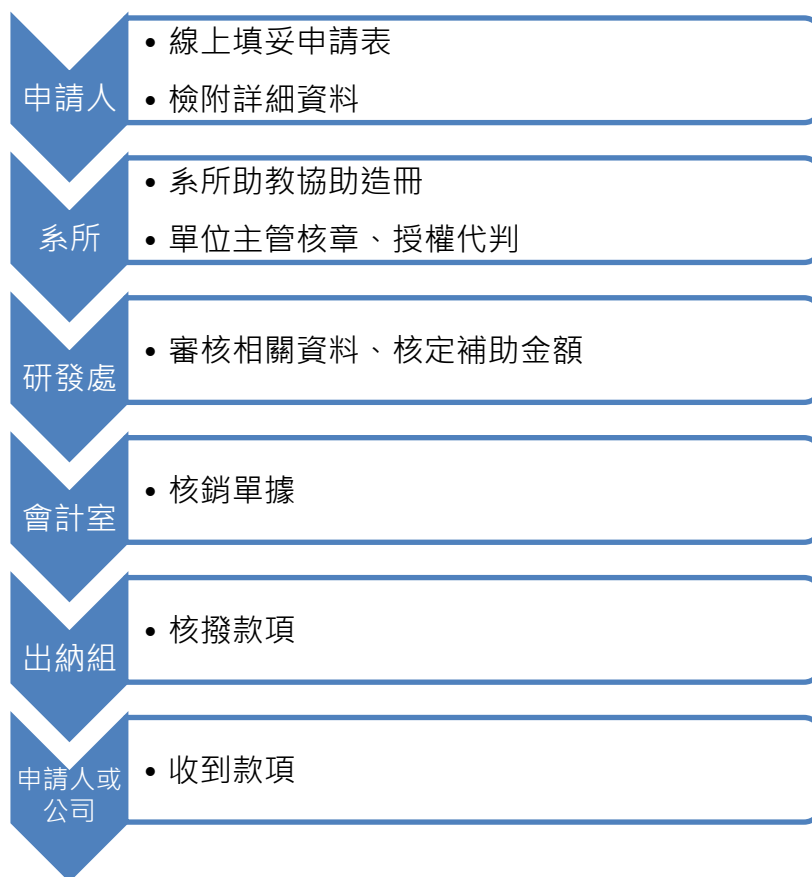 申請人
• 線上填妥申請表
• 檢附詳細資料
系所
• 系所助教協助造冊
• 單位主管核章、授權代判
研發處
• 審核相關資料、核定補助金額
會計室
• 核銷單據
出納組
• 核撥款項
申請人或
公司
• 收到款項